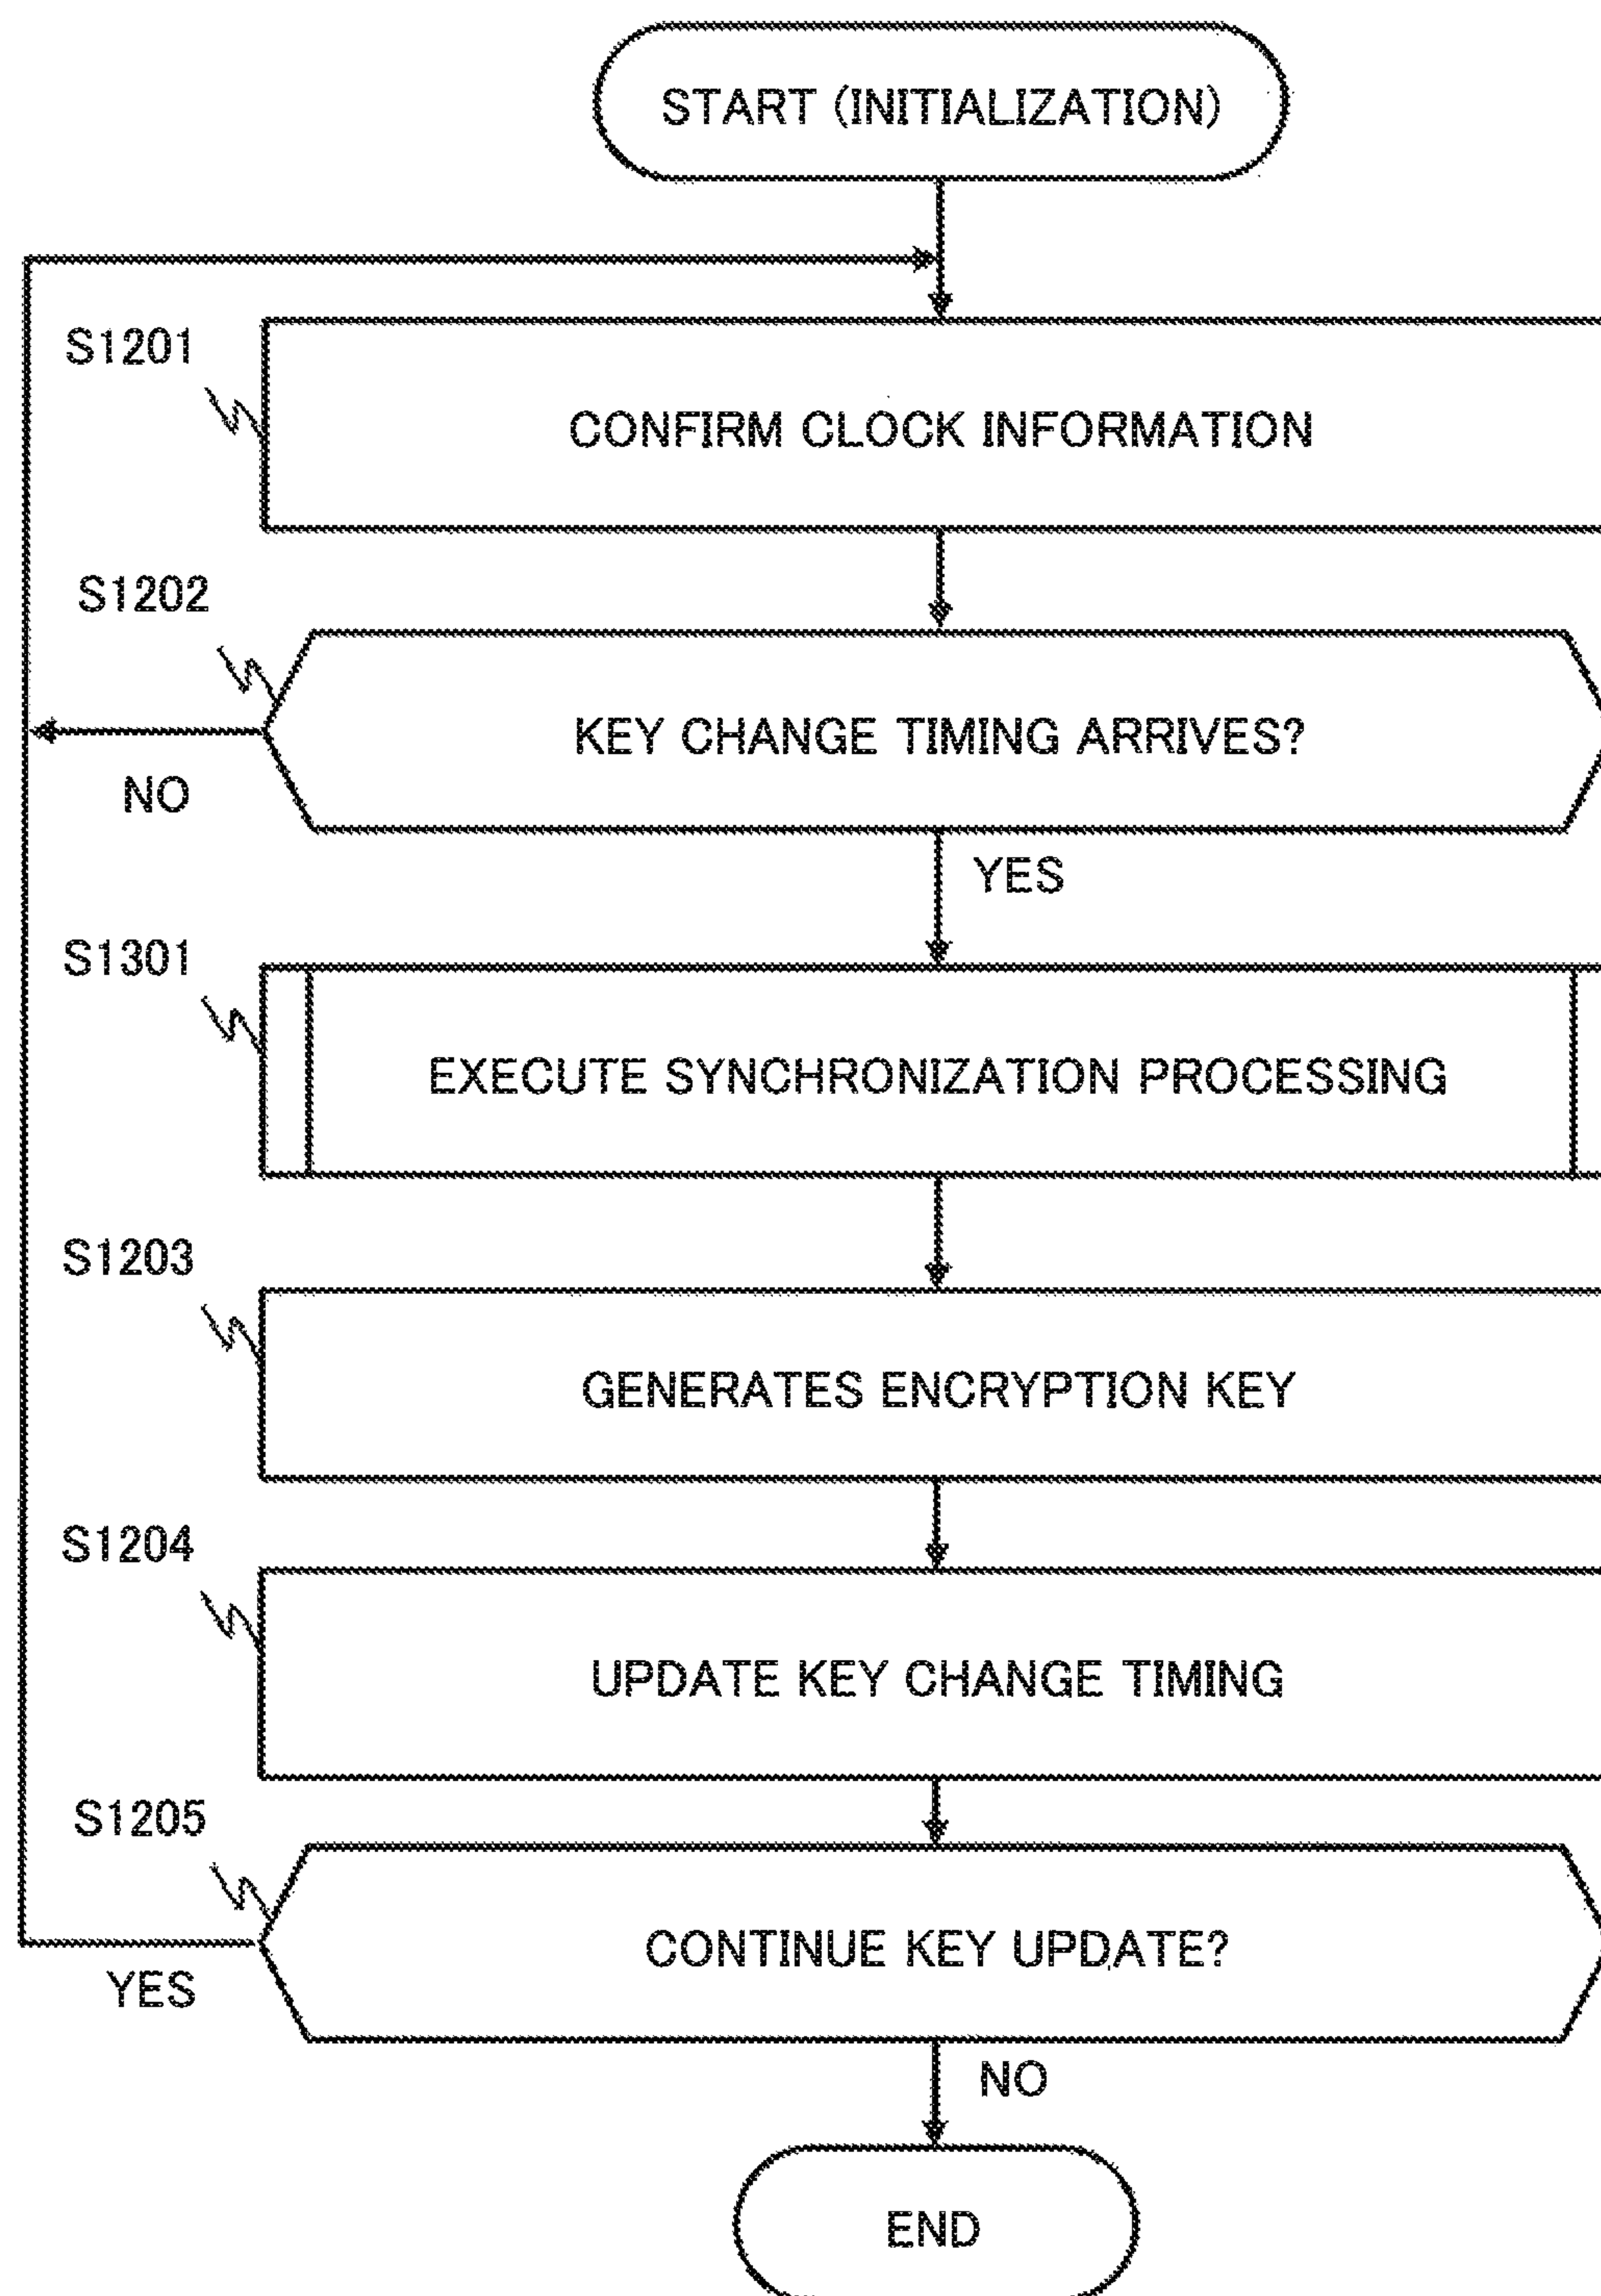 START (INITIALIZATION)
S1201
CONFIRM CLOCK INFORMATION
S1202
KEY CHANGE TIMING ARRIVES?
NO
YES
S1301
EXECUTE SYNCHRONIZATION PROCESSING
S1203
GENERATES ENCRYPTION KEY
S1204
UPDATE KEY CHANGE TIMING
S1205
CONTINUE KEY UPDATE?
YES
NO
END